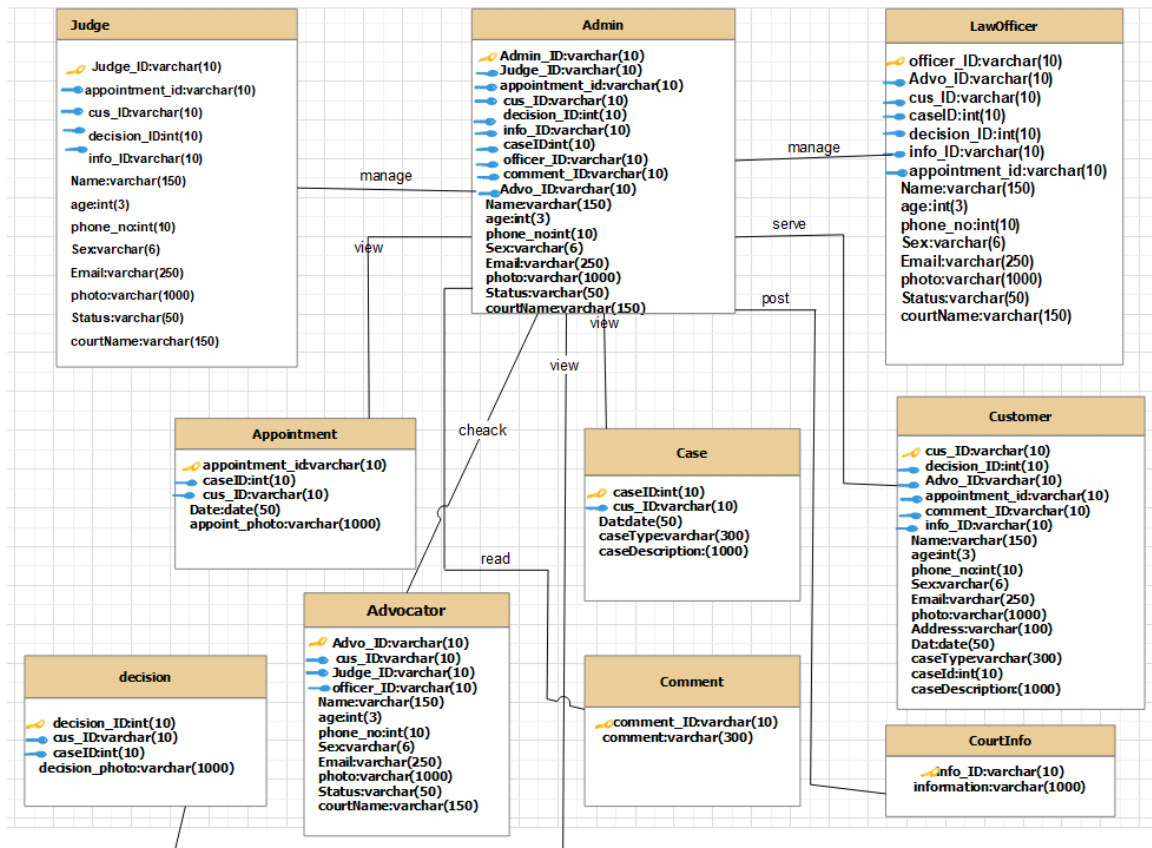 Judge
Judge_ID:varchar(10)
appointment_id:varchar(10)
cus_ID:varchar(10)
decision_ID:int(10)
info_ID:varchar(10)
Name:varchar(150)
age:int(3)
phone_no:int(10)
Sex:varchar(6)
Email:varchar(250)
photo:varchar(1000)
Status:varchar(50)
courtName:varchar(150)
manage
Admin
Admin_ID:varchar(10)
Judge_ID:varchar(10)
appointment_id:varchar(10)
cus_ID:varchar(10)
decision_ID:int(10)
info_ID:varchar(10)
caseID:int(10)
officer_ID:varchar(10)
comment_ID:varchar(10)
Advo_ID:varchar(10)
Name:varchar(150)
age:int(3)
phone_no:int(10)
Sex:varchar(6)
Email:varchar(250)
photo:varchar(1000)
Status:varchar(50)
courtName:varchar(150)
manage
LawOfficer
officer_ID:varchar(10)
Advo_ID:varchar(10)
cus_ID:varchar(10)
caseID:int(10)
decision_ID:int(10)
info_ID:varchar(10)
appointment_id:varchar(10)
Name:varchar(150)
age:int(3)
phone_no:int(10)
Sex:varchar(6)
Email:varchar(250)
photo:varchar(1000)
Status:varchar(50)
courtName:varchar(150)
view
serve
post
view
view
cheack
read
Appointment
appointment_id:varchar(10)
caseID:int(10)
cus_ID:varchar(10)
Date:date(50)
appoint_photo:varchar(1000)
Case
caseID:int(10)
cus_ID:varchar(10)
Dat:date(50)
caseType:varchar(300)
caseDescription:(1000)
Customer
cus_ID:varchar(10)
decision_ID:int(10)
Advo_ID:varchar(10)
appointment_id:varchar(10)
comment_ID:varchar(10)
info_ID:varchar(10)
Name:varchar(150)
age:int(3)
phone_no:int(10)
Sex:varchar(6)
Email:varchar(250)
photo:varchar(1000)
Address:varchar(100)
Dat:date(50)
caseType:varchar(300)
caseId:int(10)
caseDescription:(1000)
decision
decision_ID:int(10)
cus_ID:varchar(10)
caseID:int(10)
decision_photo:varchar(1000)
Advocator
Advo_ID:varchar(10)
cus_ID:varchar(10)
Judge_ID:varchar(10)
officer_ID:varchar(10)
Name:varchar(150)
age:int(3)
phone_no:int(10)
Sex:varchar(6)
Email:varchar(250)
photo:varchar(1000)
Status:varchar(50)
courtName:varchar(150)
Comment
comment_ID:varchar(10)
comment:varchar(300)
CourtInfo
info_ID:varchar(10)
information:varchar(1000)